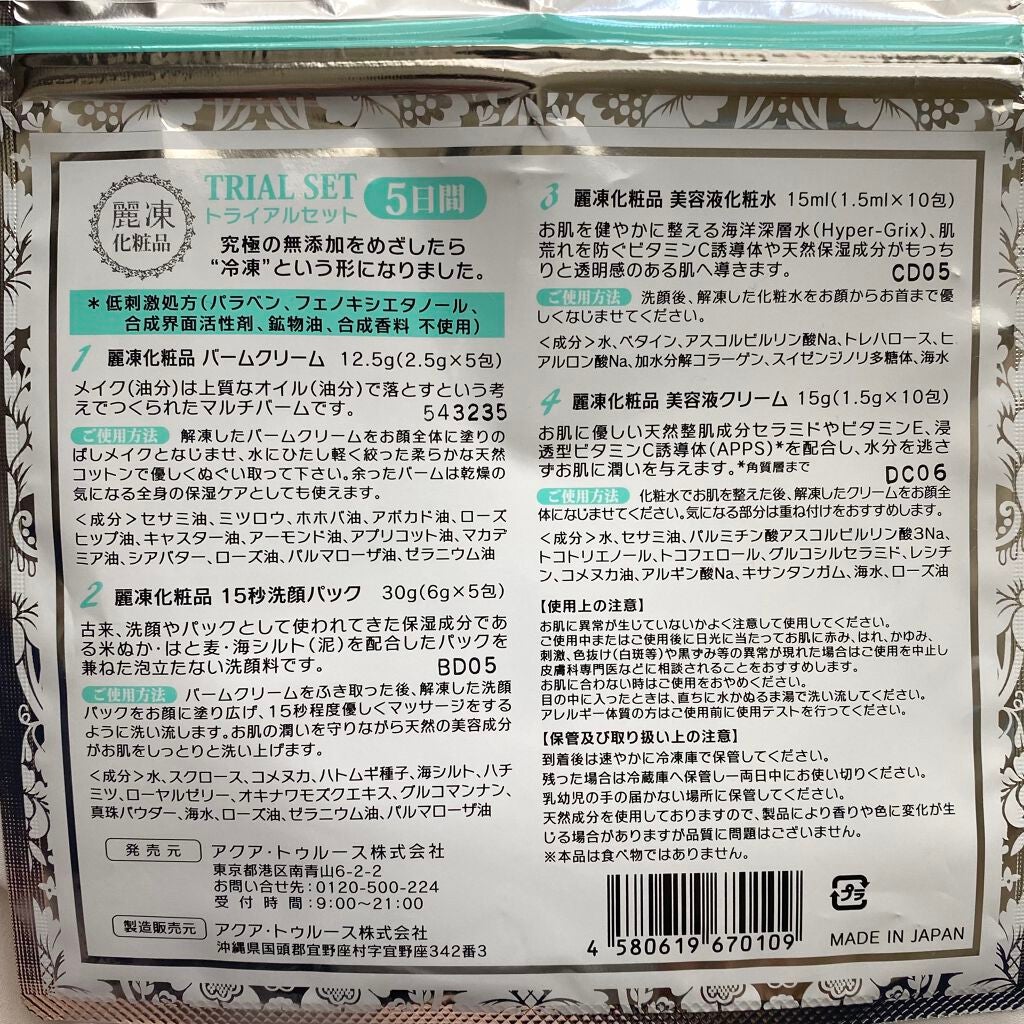 麗凍
化粧品
TRIAL SET
トライアルセット
5日間
究極の無添加をめざしたら
“冷凍”という形になりました。
＊低刺激処方(パラベン、フェノキシエタノール、
合成界面活性剤、鉱物油、合成香料 不使用)
1 麗凍化粧品 バームクリーム 12.5g(2.5g×5包)
メイク(油分)は上質なオイル(油分)で落とすという考
えでつくられたマルチバームです。 543235
ご使用方法 解凍したバームクリームをお顔全体に塗りの
ばしメイクとなじませ、水にひたし軽く絞った柔らかな天然
コットンで優しくぬぐい取って下さい。余ったバームは乾燥の
気になる全身の保湿ケアとしても使えます。
＜成分＞セサミ油、ミツロウ、ホホバ油、アボカド油、ローズ
ヒップ油、キャスター油、アーモンド油、アプリコット油、マカデ
ミア油、シアバター、ローズ油、パルマローザ油、ゼラニウム油
2 麗凍化粧品 15秒洗顔パック 30g(6g×5包)
古来、洗顔やパックとして使われてきた保湿成分であ
る米ぬか・はと麦・海シルト(泥)を配合したパックを
兼ねた泡立たない洗顔料です。 BD05
ご使用方法 バームクリームをふき取った後、解凍した洗顔
パックをお顔に塗り広げ、15秒程度優しくマッサージをする
ように洗い流します。お肌の潤いを守りながら天然の美容成分
がお肌をしっとりと洗い上げます。
＜成分＞水、スクロース、コメヌカ、ハトムギ種子、海シルト、ハチ
ミツ、ローヤルゼリー、オキナワモズクエキス、グルコマンナン、
真珠パウダー、海水、ローズ油、ゼラニウム油、パルマローザ油
発売元 アクア・トゥルース株式会社
東京都港区南青山6-2-2
お問い合せ先:0120-500-224
受付時間:9:00～21:00
製造販売元 アクア・トゥルース株式会社
沖縄県国頭郡宜野座村字宜野座342番3
3 麗凍化粧品 美容液化粧水 15ml(1.5ml×10包)
お肌を健やかに整える海洋深層水(Hyper-Grix)、肌
荒れを防ぐビタミンC誘導体や天然保湿成分がもっち
りと透明感のある肌へ導きます。 CD05
ご使用方法 洗顔後、解凍した化粧水をお顔からお首まで優
しくなじませてください。
＜成分＞水、ベタイン、アスコルビルリン酸Na、トレハロース、ヒ
アルロン酸Na、加水分解コラーゲン、スイゼンジノリ多糖体、海水
4 麗凍化粧品 美容液クリーム 15g(1.5g×10包)
お肌に優しい天然整肌成分セラミドやビタミンE、浸
透型ビタミンC誘導体(APPS)*を配合し、水分を逃さ
ずお肌に潤いを与えます。*角質層まで DC06
ご使用方法 化粧水でお肌を整えた後、解凍したクリームをお顔全
体になじませてください。気になる部分は重ね付けをおすすめします。
＜成分＞水、セサミ油、パルミチン酸アスコルビルリン酸3Na、
トコトリエノール、トコフェロール、グルコシルセラミド、レシチ
ン、コメヌカ油、アルギン酸Na、キサンタンガム、海水、ローズ油
【使用上の注意】
お肌に異常が生じていないかよく注意して使用してください。
ご使用中またはご使用後に日光に当たってお肌に赤み、はれ、かゆみ、
刺激、色抜け(白斑等)や黒ずみ等の異常が現れた場合はご使用を中止し
皮膚科専門医などに相談されることをおすすめします。
お肌に合わない時はご使用をおやめください。
目の中に入ったときは、直ちに水かぬるま湯で洗い流してください。
アレルギー体質の方はご使用前に使用テストを行ってください。
【保管及び取り扱い上の注意】
到着後は速やかに冷凍庫で保管してください。
残った場合は冷蔵庫へ保管し一両日中にお使い切りください。
乳幼児の手の届かない場所に保管してください。
天然成分を使用しておりますので、製品により香りや色に変化が生
じる場合がありますが品質に問題はございません。
※本品は食べ物ではありません。
4 580619 670109
プラ
MADE IN JAPAN